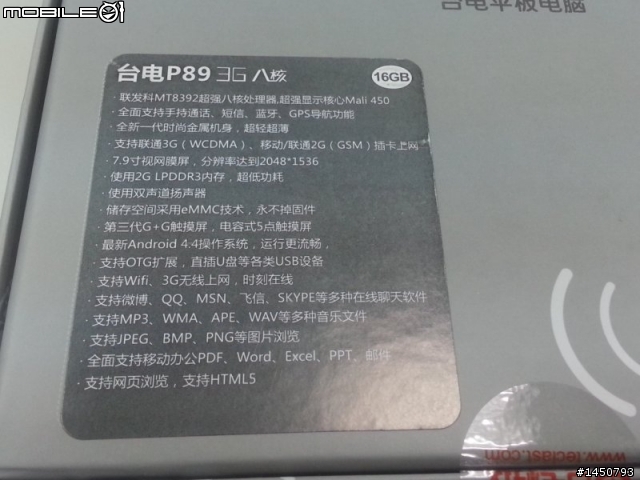 MOBILE01
台电平板电脑
台电P89 3G 八核 16GB
· 联发科MT8392超强八核处理器,超强显示核心Mali 450
· 全面支持手持通话、短信、蓝牙、GPS导航功能
· 全新一代时尚金属机身，超轻超薄
· 支持联通3G（WCDMA）、移动/联通2G（GSM）插卡上网
· 7.9寸视网膜屏，分辨率达到2048*1536
· 使用2G LPDDR3内存，超低功耗
· 使用双声道扬声器
· 储存空间采用eMMC技术，永不掉固件
· 第三代G+G触摸屏，电容式5点触摸屏
· 最新Android 4.4操作系统，运行更流畅，
· 支持OTG扩展，直插U盘等各类USB设备
· 支持Wifi、3G无线上网，时刻在线
· 支持微博、QQ、MSN、飞信、SKYPE等多种在线聊天软件
· 支持MP3、WMA、APE、WAV等多种音乐文件
· 支持JPEG、BMP、PNG等图片浏览
· 全面支持移动办公PDF、Word、Excel、PPT、邮件
· 支持网页浏览，支持HTML5
www.teclast.com
#1450793